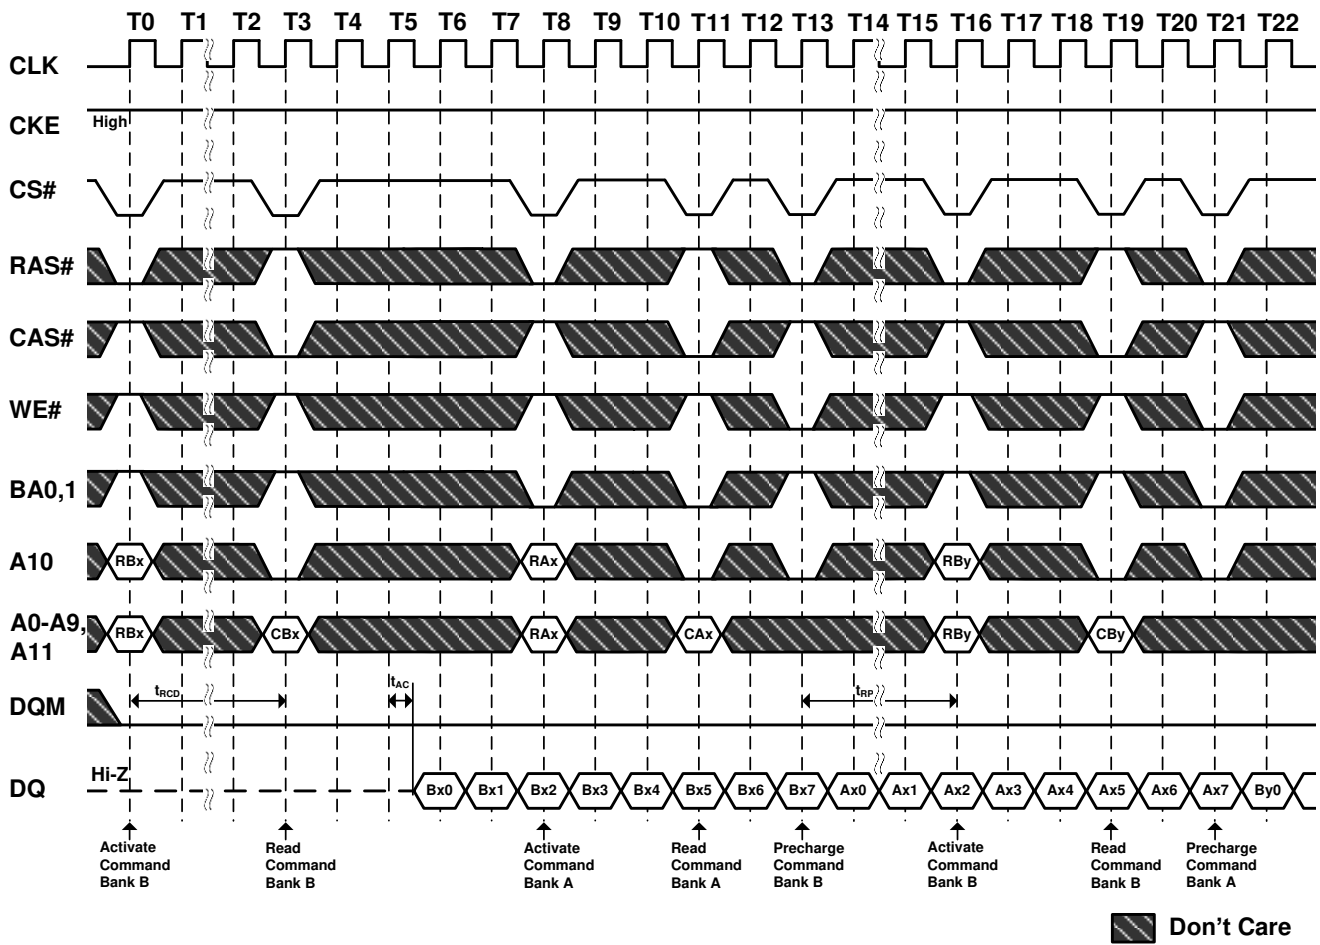 T0 T1 T2 T3 T4 T5 T6 T7 T8 T9 T10 T11 T12 T13 T14 T15 T16 T17 T18 T19 T20 T21 T22
CLK
CKE High
CS#
RAS#
CAS#
WE#
BA0,1
A10 RBx RAx RBy
A0-A9,
A11 RBx CBx RAx CAx RBy CBy
DQM tRCD tAC tRP
DQ Hi-Z Bx0 Bx1 Bx2 Bx3 Bx4 Bx5 Bx6 Bx7 Ax0 Ax1 Ax2 Ax3 Ax4 Ax5 Ax6 Ax7 By0
Activate
Command
Bank B
Read
Command
Bank B
Activate
Command
Bank A
Read
Command
Bank A
Precharge
Command
Bank B
Activate
Command
Bank B
Read
Command
Bank B
Precharge
Command
Bank A
Don't Care